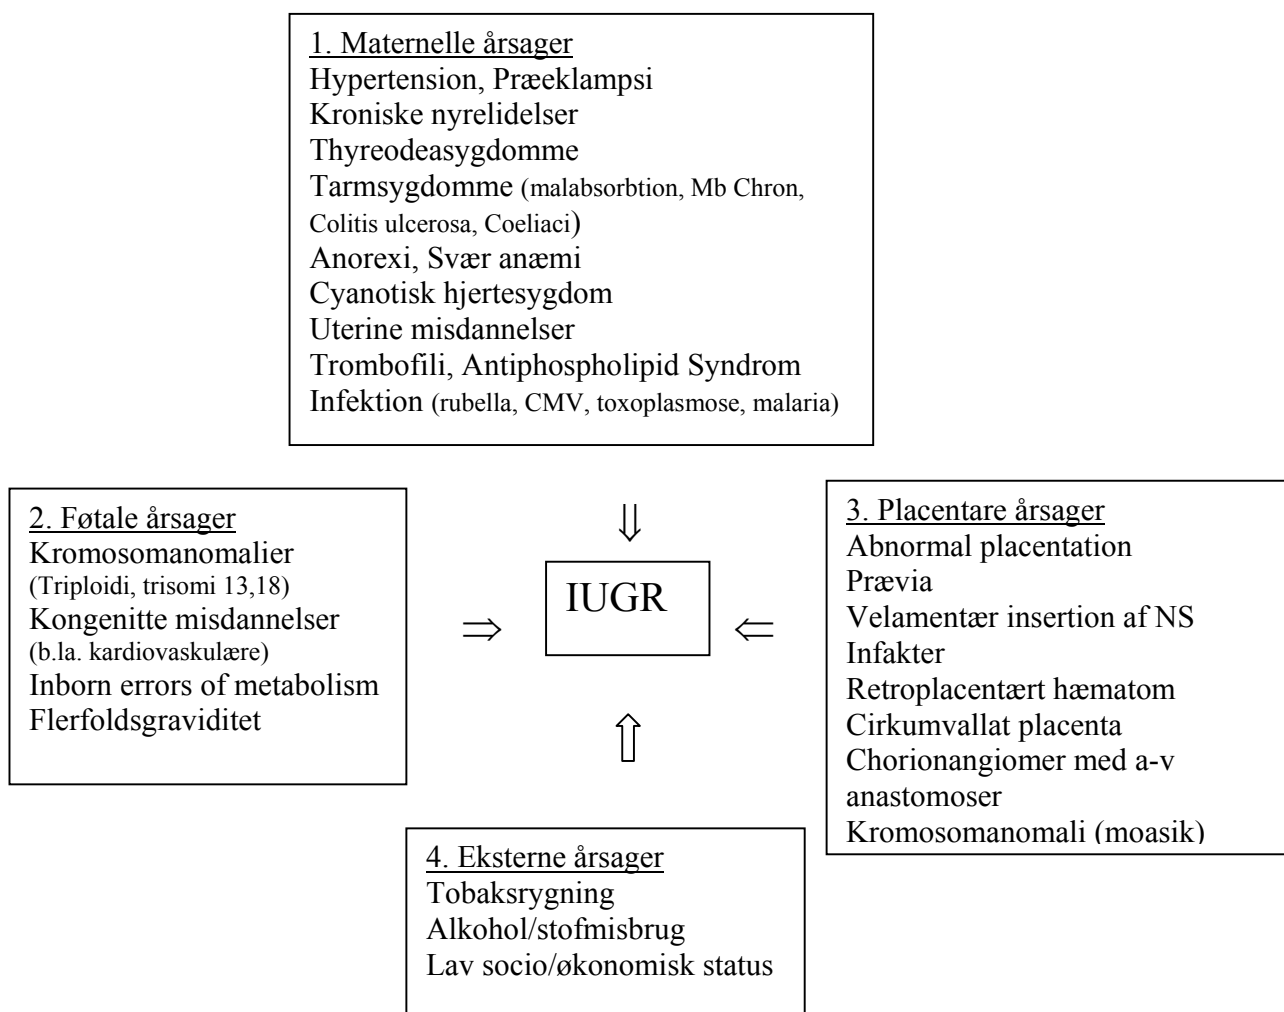 1. Maternelle årsager
Hypertension, Præeklampsi
Kroniske nyrelidelser
Thyreodeasygdomme
Tarmsygdomme (malabsorbtion, Mb Chron,
Colitis ulcerosa, Coeliaci)
Anorexi, Svær anæmi
Cyanotisk hjertesygdom
Uterine misdannelser
Trombofili, Antiphospholipid Syndrom
Infektion (rubella, CMV, toxoplasmose, malaria)
2. Føtale årsager
Kromosomanomalier
(Triploidi, trisomi 13,18)
Kongenitte misdannelser
(b.la. kardiovaskulære)
Inborn errors of metabolism
Flerfoldsgraviditet
⇓
IUGR
⇒
⇐
⇑
3. Placentare årsager
Abnormal placentation
Prævia
Velamentær insertion af NS
Infakter
Retroplacentært hæmatom
Cirkumvallat placenta
Chorionangiomer med a-v
anastomoser
Kromosomanomali (moasik)
4. Eksterne årsager
Tobaksrygning
Alkohol/stofmisbrug
Lav socio/økonomisk status